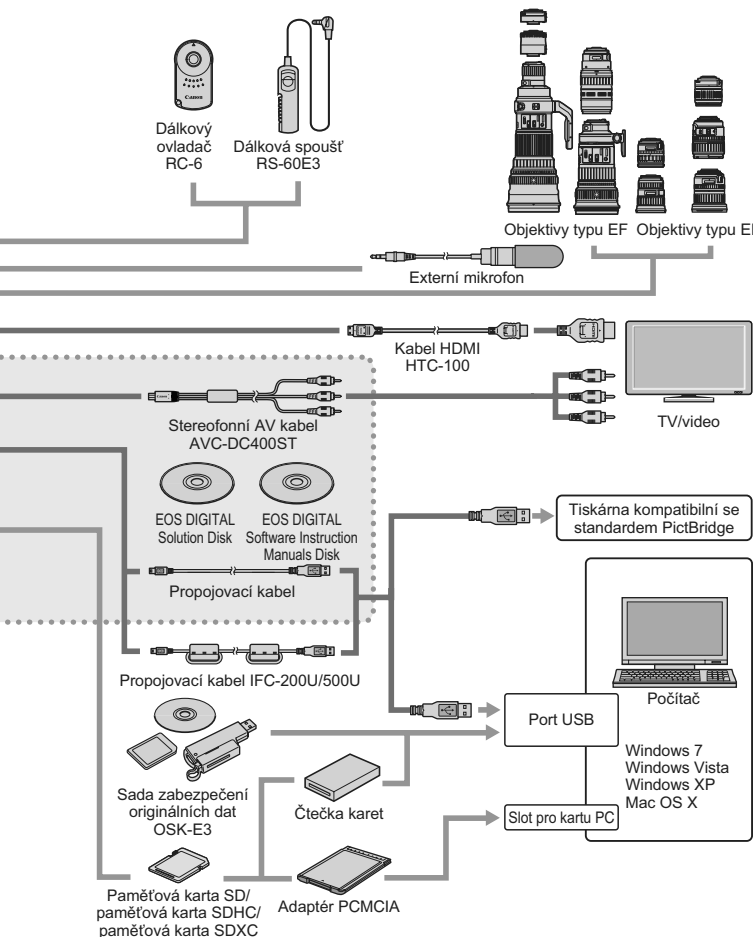 Canon
Dálkový
ovladač
RC-6
Dálková spoušť
RS-60E3
Objektivy typu EF
Objektivy typu
Externí mikrofon
Kabel HDMI
HTC-100
Stereofonní AV kabel
AVC-DC400ST
TV/video
EOS DIGITAL
Solution Disk
EOS DIGITAL
Software Instruction
Manuals Disk
Tiskárna kompatibilní se
standardem PictBridge
Propojovací kabel
Propojovací kabel IFC-200U/500U
Počítač
Port USB
Windows 7
Windows Vista
Windows XP
Mac OS X
Sada zabezpečení
originálních dat
OSK-E3
Čtečka karet
Slot pro kartu PC
Paměťová karta SD/
paměťová karta SDHC/
paměťová karta SDXC
Adaptér PCMCIA